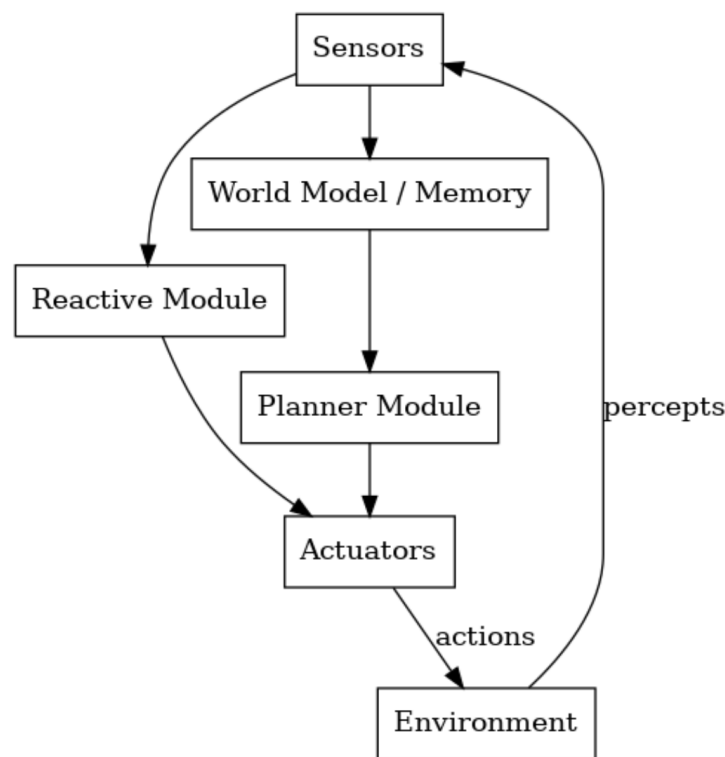 Sensors
World Model / Memory
Reactive Module
Planner Module
percepts
Actuators
actions
Environment